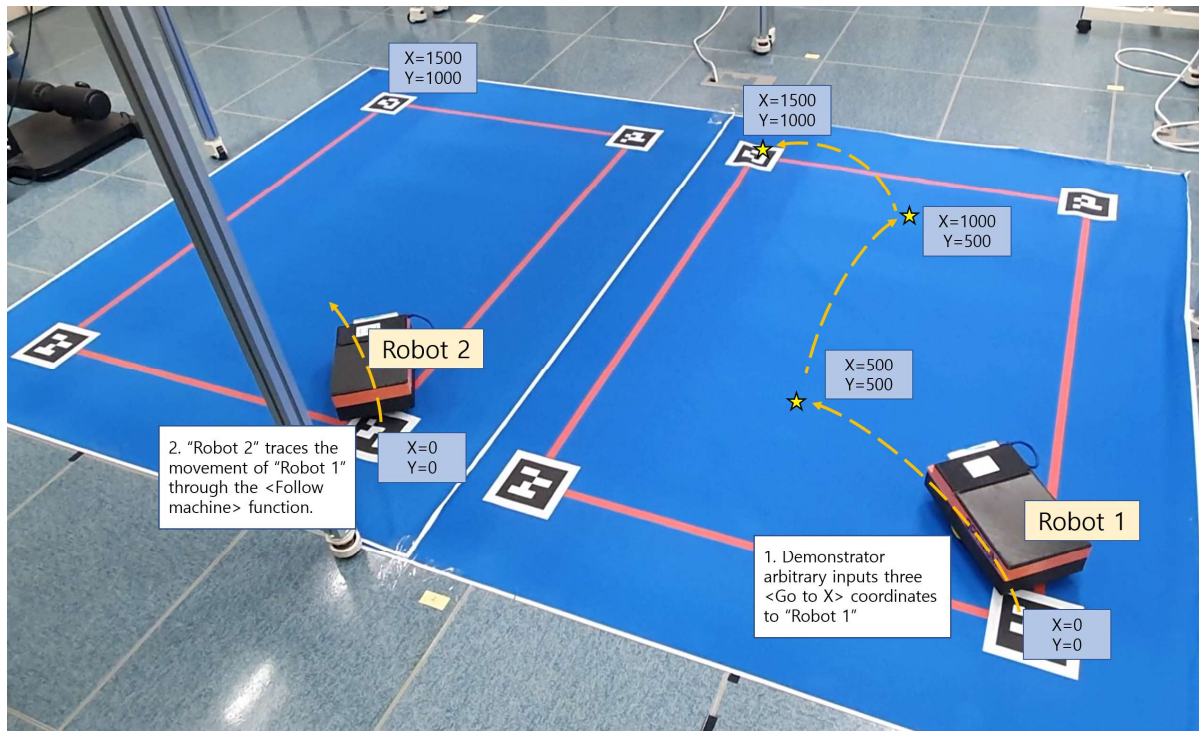 X=1500
Y=1000
X=1500
Y=1000
X=1000
Y=500
Robot 2
X=500
Y=500
2. “Robot 2” traces the
movement of “Robot 1”
through the <Follow
machine> function.
X=0
Y=0
Robot 1
1. Demonstrator
arbitrary inputs three
<Go to X> coordinates
to “Robot 1”
X=0
Y=0